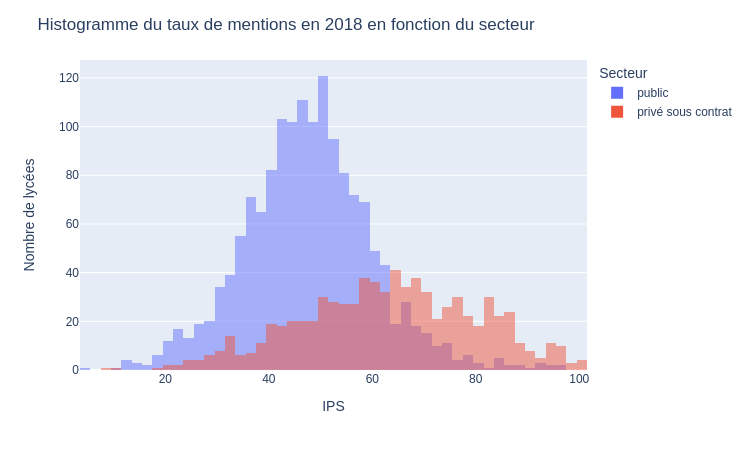 Histogramme du taux de mentions en 2018 en fonction du secteur
Secteur
public
privé sous contrat
Nombre de lycées
120
100
80
60
40
20
0
20 40 60 80 100
IPS